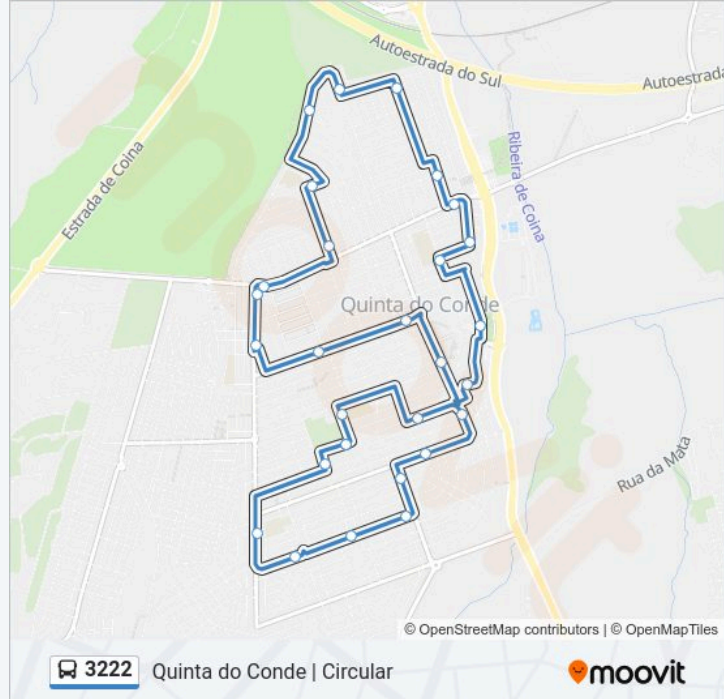 Autoestrada do Sul
Autoestrada
Estrada de Coina
Ribeira de Coina
Quinta do Conde
Rua da Mata
© OpenStreetMap contributors | © OpenMapTiles
3222 Quinta do Conde | Circular
moovit